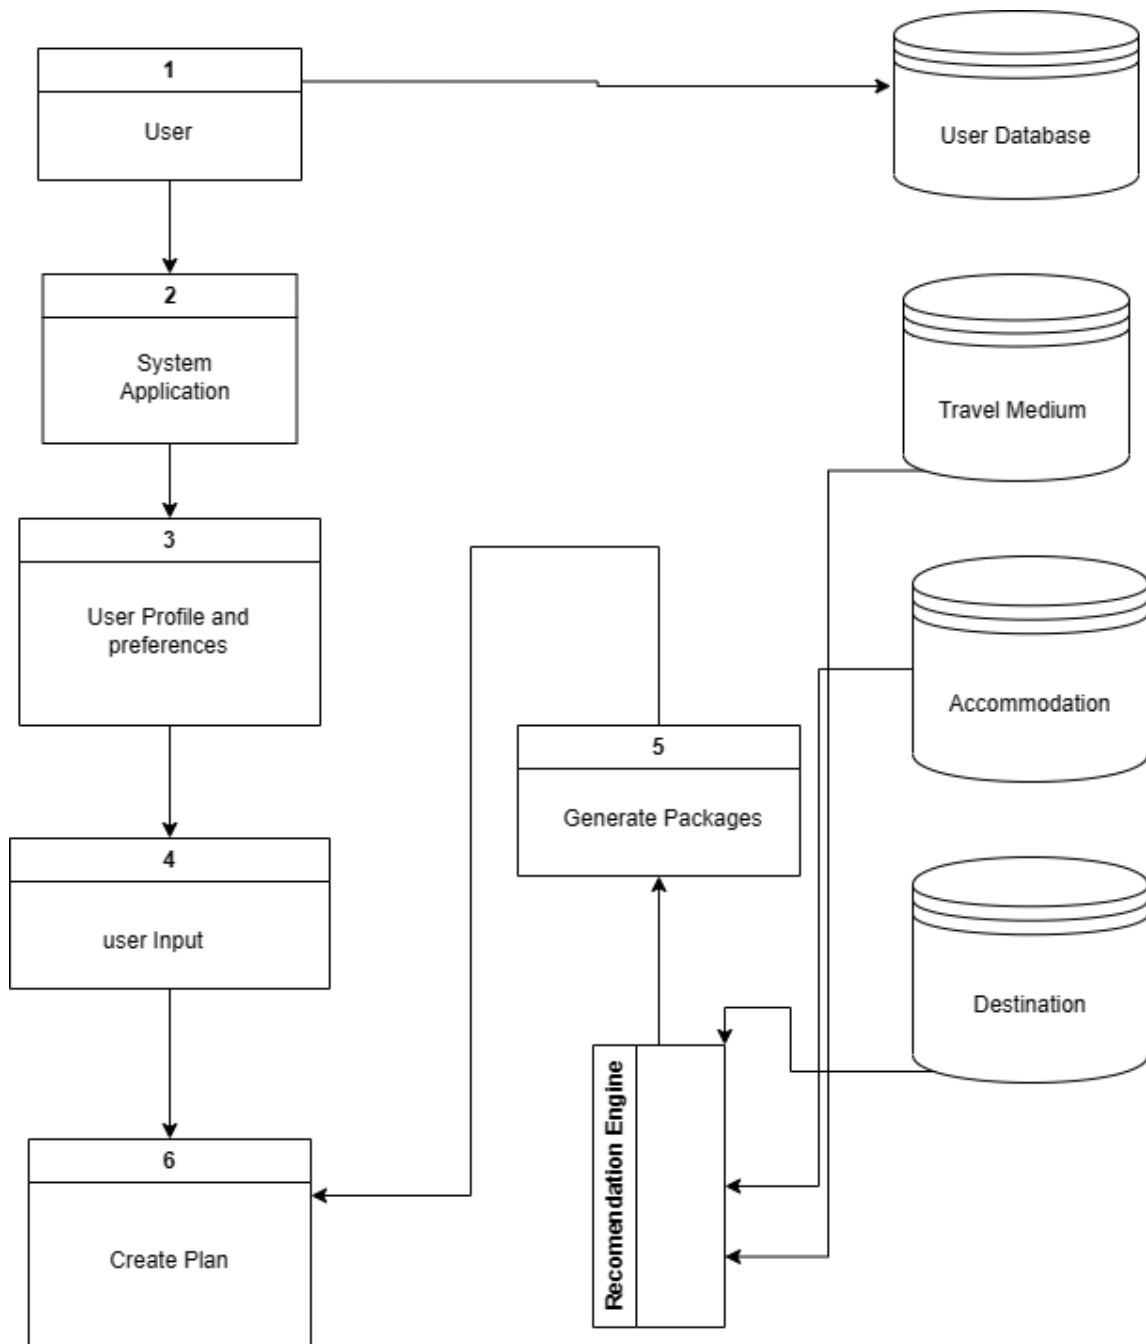 1
User
User Database
2
System
Application
Travel Medium
3
User Profile and
preferences
Accommodation
5
Generate Packages
4
user Input
Destination
Recomendation Engine
6
Create Plan